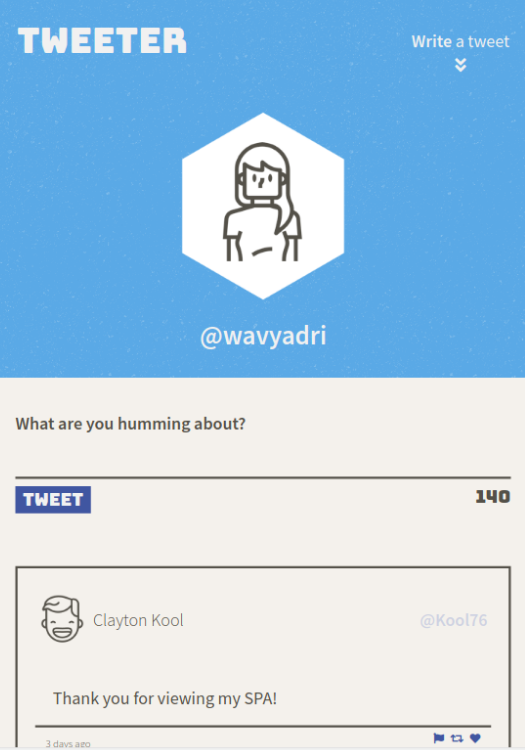 TWEETER
Write a tweet
@wavyadri
What are you humming about?
TWEET
140
Clayton Kool
@Kool76
Thank you for viewing my SPA!
3 days ago